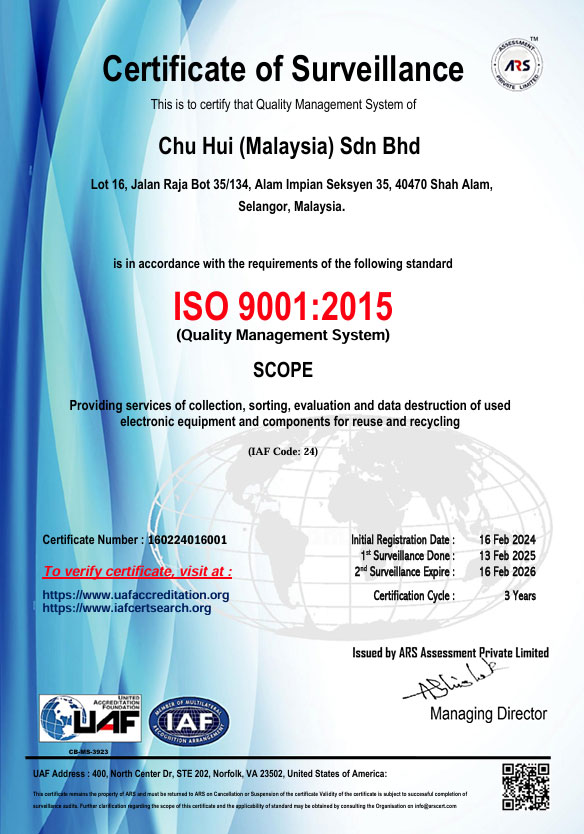 ASSESSMENT
ARS
PRIVATE LIMITED
TM
Certificate of Surveillance
This is to certify that Quality Management System of
Chu Hui (Malaysia) Sdn Bhd
Lot 16, Jalan Raja Bot 35/134, Alam Impian Seksyen 35, 40470 Shah Alam,
Selangor, Malaysia.
is in accordance with the requirements of the following standard
ISO 9001:2015
(Quality Management System)
SCOPE
Providing services of collection, sorting, evaluation and data destruction of used
electronic equipment and components for reuse and recycling
(IAF Code: 24)
Certificate Number : 160224016001
To verify certificate, visit at :
https://www.uafaccreditation.org
https://www.iafcertsearch.org
Initial Registration Date : 16 Feb 2024
1st Surveillance Done : 13 Feb 2025
2nd Surveillance Expire : 16 Feb 2026
Certification Cycle : 3 Years
Issued by ARS Assessment Private Limited
Managing Director
UNITED
ACCREDITATION
FOUNDATION
UAF
CB-MS-3923
MEMBER OF MULTILATERAL
IAF
RECOGNITION ARRANGEMENT
UAF Address : 400, North Center Dr, STE 202, Norfolk, VA 23502, United States of America:
This certificate remains the property of ARS and must be returned to ARS on Cancellation or Suspension of the certificate Validity of the certificate is subject to successful completion of
surveillance audits. Further clarification regarding the scope of this certificate and the applicability of standard may be obtained by consulting the Organisation on info@arscert.com